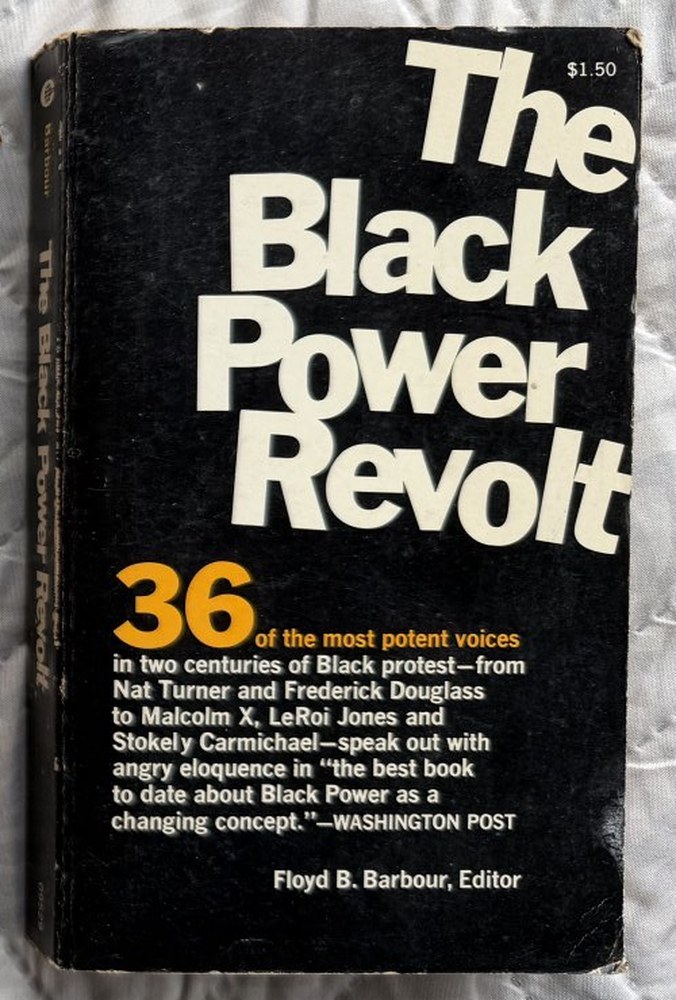 $1.50
The
Black
Power
Revolt
36 of the most potent voices
in two centuries of Black protest—from
Nat Turner and Frederick Douglass
to Malcolm X, LeRoi Jones and
Stokely Carmichael—speak out with
angry eloquence in “the best book
to date about Black Power as a
changing concept.”—WASHINGTON POST
Floyd B. Barbour, Editor
Barbour
The Black Power Revolt